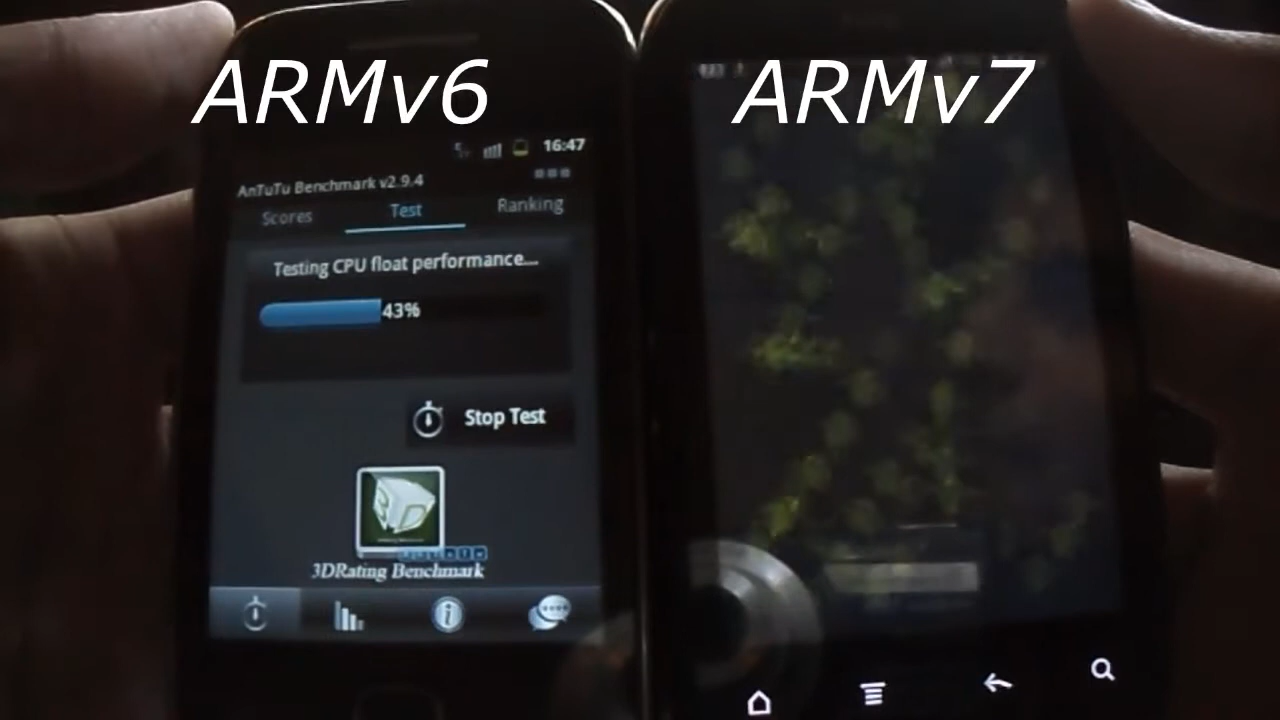 ARMv6
ARMv7
16:47
AnTuTu Benchmark v2.9.4
Scores
Test
Ranking
Testing CPU float performance...
43%
Stop Test
3D
3DRating Benchmark